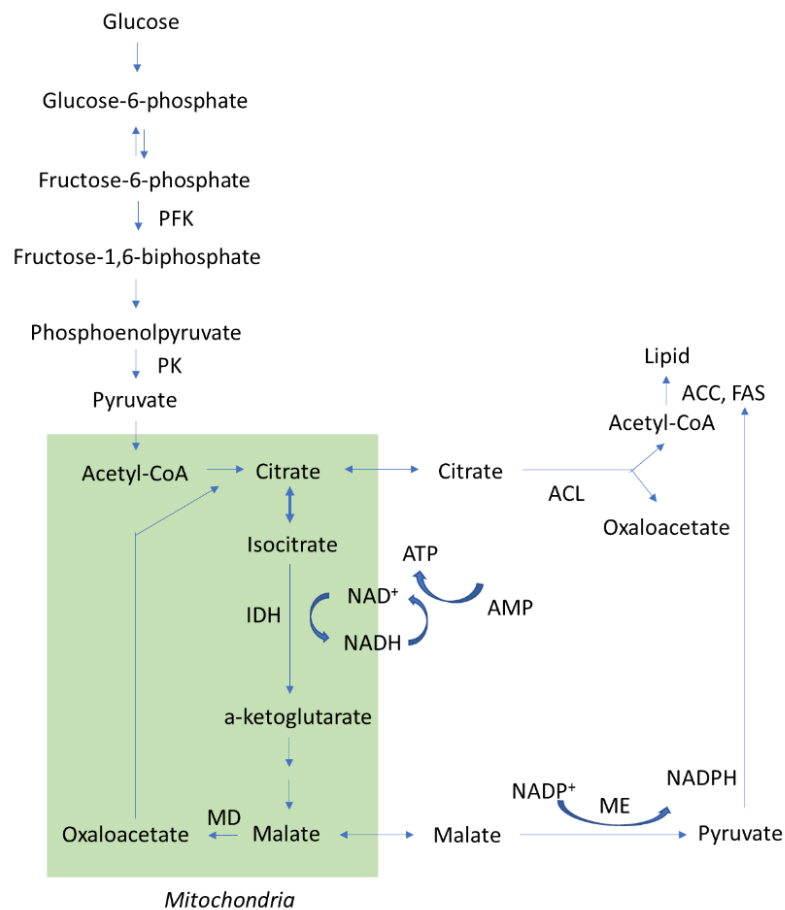 Glucose
Glucose-6-phosphate
Fructose-6-phosphate
PFK
Fructose-1,6-biphosphate
Phosphoenolpyruvate
PK
Pyruvate
Lipid
ACC, FAS
Acetyl-CoA
Acetyl-CoA
Citrate
Citrate
ACL
Oxaloacetate
Isocitrate
ATP
NAD⁺
AMP
IDH
NADH
a-ketoglutarate
NADP⁺
ME
NADPH
Oxaloacetate
MD
Malate
Malate
Pyruvate
Mitochondria